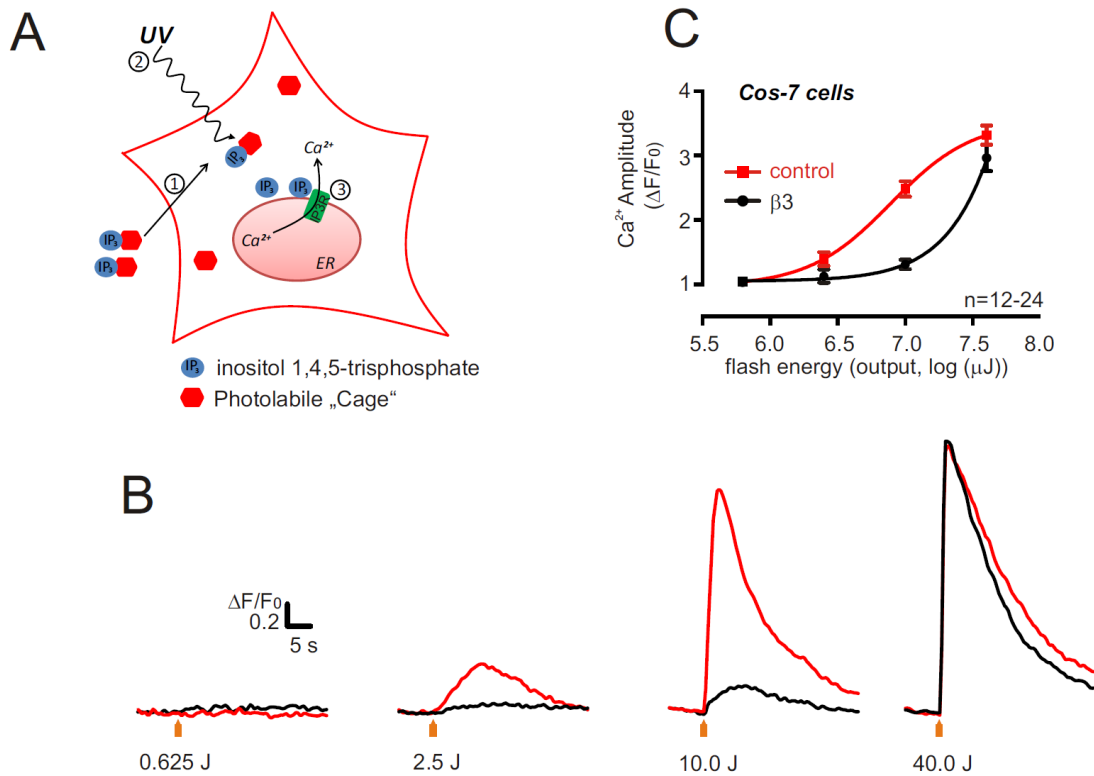 A
UV
②
IP₃
①
IP₃
IP₃
IP₃
IP₃
Ca²⁺
③
IP3R
Ca²⁺
ER
IP₃ inositol 1,4,5-trisphosphate
Photolabile „Cage“
C
Cos-7 cells
control
β3
Ca²⁺ Amplitude
(ΔF/F0)
4
3
2
1
n=12-24
5.5 6.0 6.5 7.0 7.5 8.0
flash energy (output, log (μJ))
B
ΔF/F0
0.2
5 s
0.625 J
2.5 J
10.0 J
40.0 J